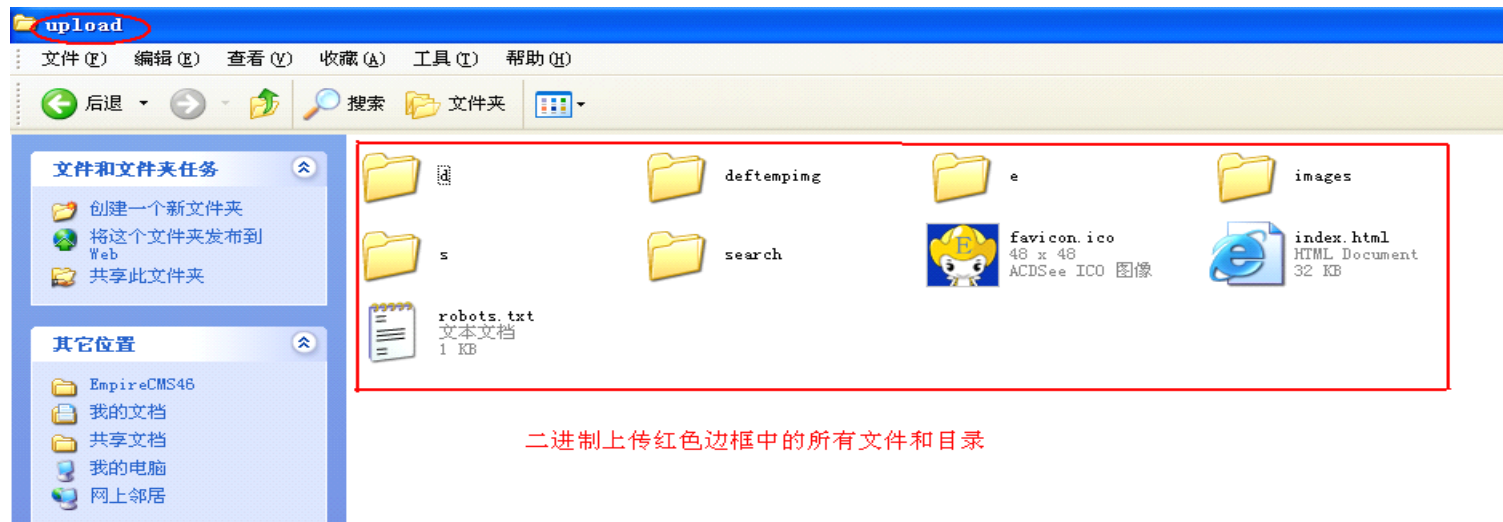 upload
文件(F) 编辑(E) 查看(V) 收藏(A) 工具(T) 帮助(H)
后退 搜索 文件夹
文件和文件夹任务
创建一个新文件夹
将这个文件夹发布到
Web
共享此文件夹
其它位置
EmpireCMS46
我的文档
共享文档
我的电脑
网上邻居
d deftempimg e images
s search
favicon.ico
48 x 48
ACDSee ICO 图像
index.html
HTML Document
32 KB
robots.txt
文本文档
1 KB
E
二进制上传红色边框中的所有文件和目录